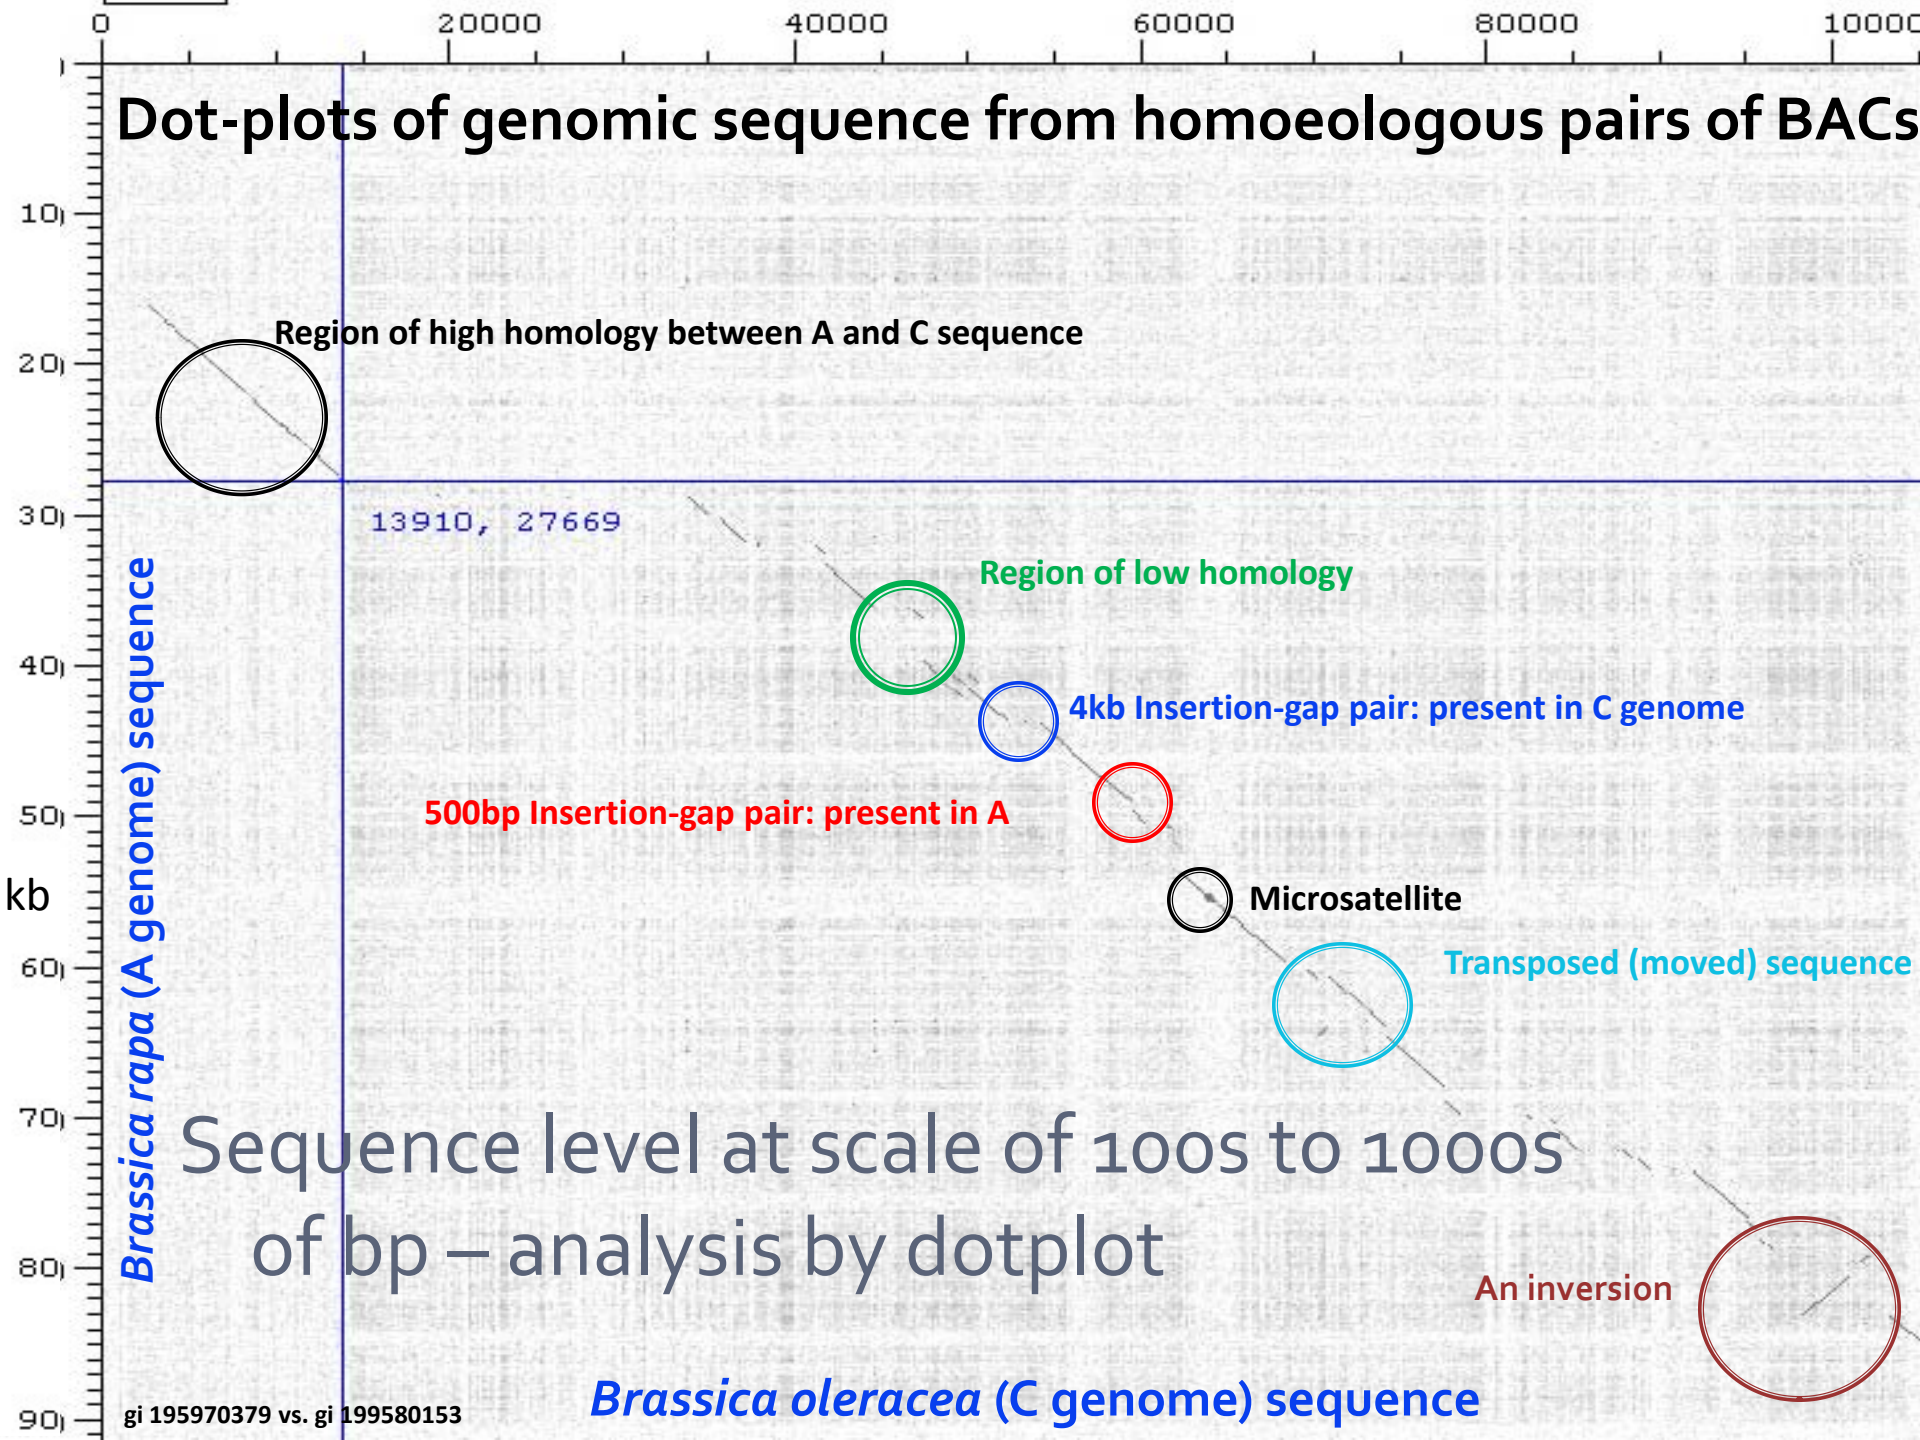 0 20000 40000 60000 80000 10000
Dot-plots of genomic sequence from homoeologous pairs of BACs
10
Region of high homology between A and C sequence
20
30
13910, 27669
Region of low homology
40
4kb Insertion-gap pair: present in C genome
500bp Insertion-gap pair: present in A
50
kb
Microsatellite
Transposed (moved) sequence
60
Brassica rapa (A genome) sequence
70
Sequence level at scale of 100s to 1000s
of bp – analysis by dotplot
80
An inversion
Brassica oleracea (C genome) sequence
90
gi 195970379 vs. gi 199580153